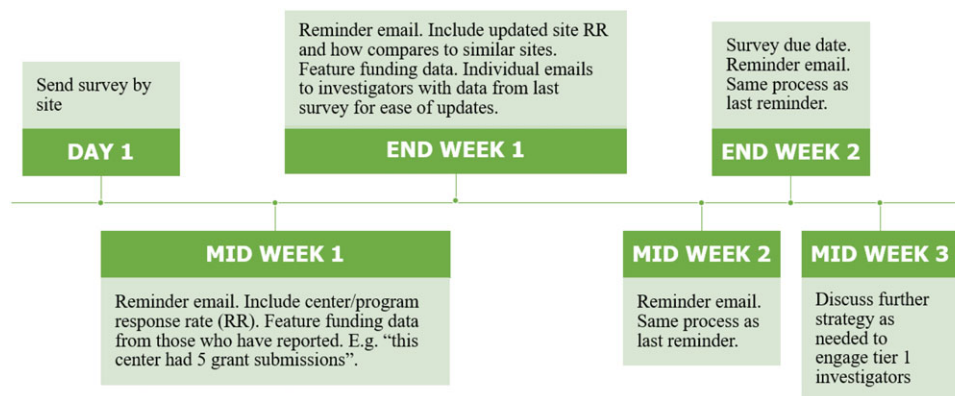 Send survey by
site
DAY 1
Reminder email. Include center/program
response rate (RR). Feature funding data
from those who have reported. E.g. “this
center had 5 grant submissions”.
MID WEEK 1
Reminder email. Include updated site RR
and how compares to similar sites.
Feature funding data. Individual emails
to investigators with data from last
survey for ease of updates.
END WEEK 1
MID WEEK 2
Reminder email.
Same process as
last reminder.
Survey due date.
Reminder email.
Same process as
last reminder.
END WEEK 2
MID WEEK 3
Discuss further
strategy as
needed to
engage tier 1
investigators